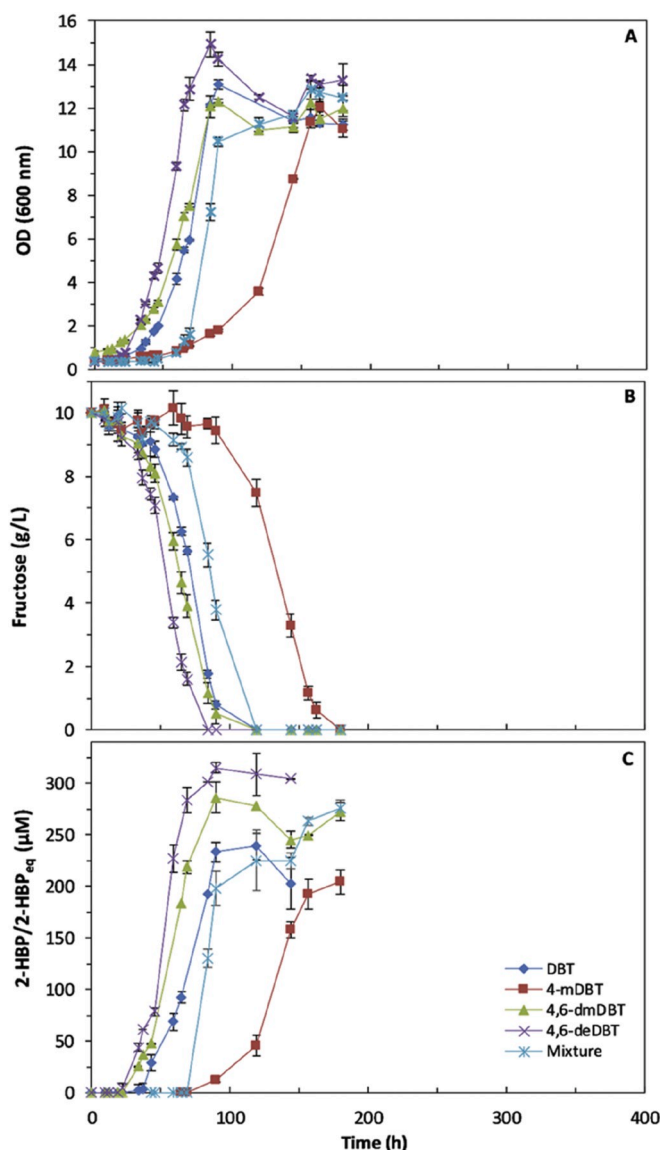 A
16
14
12
10
8
6
4
2
0
OD (600 nm)
B
10
8
6
4
2
0
Fructose (g/L)
C
300
250
200
150
100
50
0
2-HBP/2-HBPeq (µM)
DBT
4-mDBT
4,6-dmDBT
4,6-deDBT
Mixture
0 100 200 300 400
Time (h)